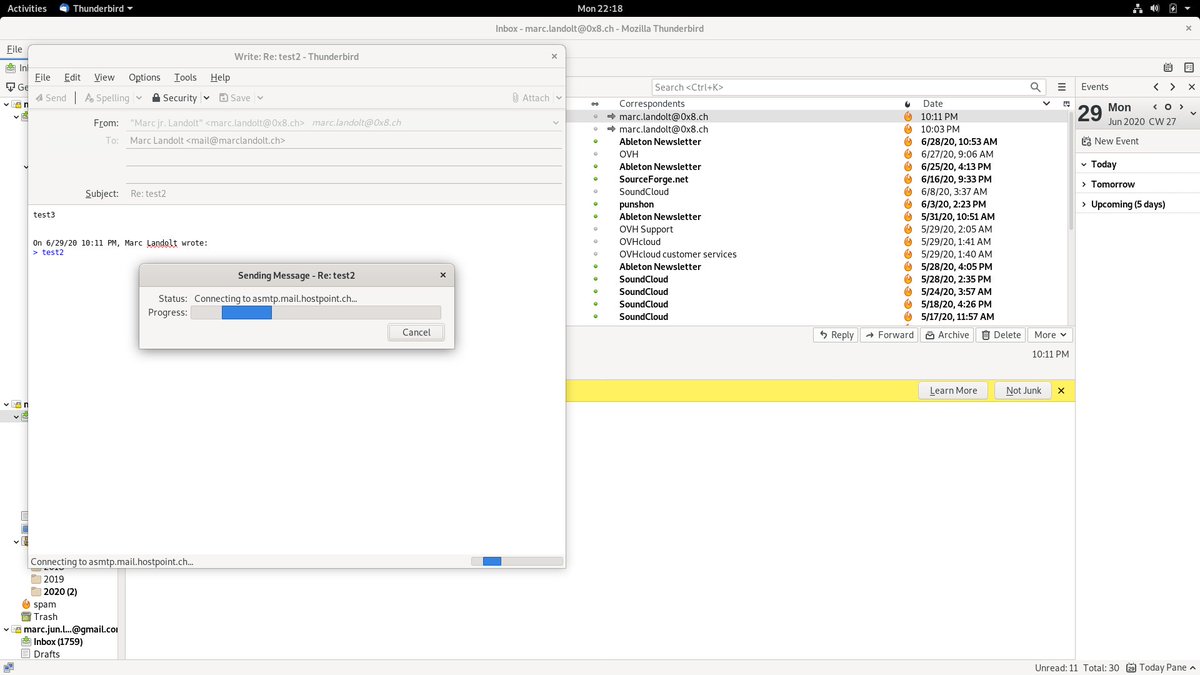 Activities Thunderbird Mon 22:18
Inbox - marc.landolt@0x8.ch - Mozilla Thunderbird
File
Write: Re: test2 - Thunderbird
File Edit View Options Tools Help
Send Spelling Security Save Attach
From: "Marc jr. Landolt" <marc.landolt@0x8.ch> marc.landolt@0x8.ch
To: Marc Landolt <mail@marclandolt.ch>
Subject: Re: test2
test3
On 6/29/20 10:11 PM, Marc Landolt wrote:
> test2
Sending Message - Re: test2
Status: Connecting to asmtp.mail.hostpoint.ch...
Progress:
Cancel
Connecting to asmtp.mail.hostpoint.ch...
Search <Ctrl+K>
Correspondents Date
marc.landolt@0x8.ch 10:11 PM
marc.landolt@0x8.ch 10:03 PM
Ableton Newsletter 6/28/20, 10:53 AM
OVH 6/27/20, 9:06 AM
Ableton Newsletter 6/25/20, 4:13 PM
SourceForge.net 6/16/20, 9:33 PM
SoundCloud 6/8/20, 3:37 AM
punshon 6/3/20, 2:23 PM
Ableton Newsletter 5/31/20, 10:51 AM
OVH Support 5/29/20, 2:05 AM
OVHcloud 5/29/20, 1:41 AM
OVHcloud customer services 5/29/20, 1:40 AM
Ableton Newsletter 5/28/20, 4:05 PM
SoundCloud 5/28/20, 2:35 PM
SoundCloud 5/24/20, 3:57 AM
SoundCloud 5/18/20, 4:26 PM
SoundCloud 5/17/20, 11:57 AM
Reply Forward Archive Delete More
10:11 PM
Learn More Not Junk
Events
29 Mon
Jun 2020 CW 27
New Event
Today
Tomorrow
Upcoming (5 days)
2019
2020 (2)
spam
Trash
marc.jun.l...@gmail.co
Inbox (1759)
Drafts
Unread: 11 Total: 30 Today Pane